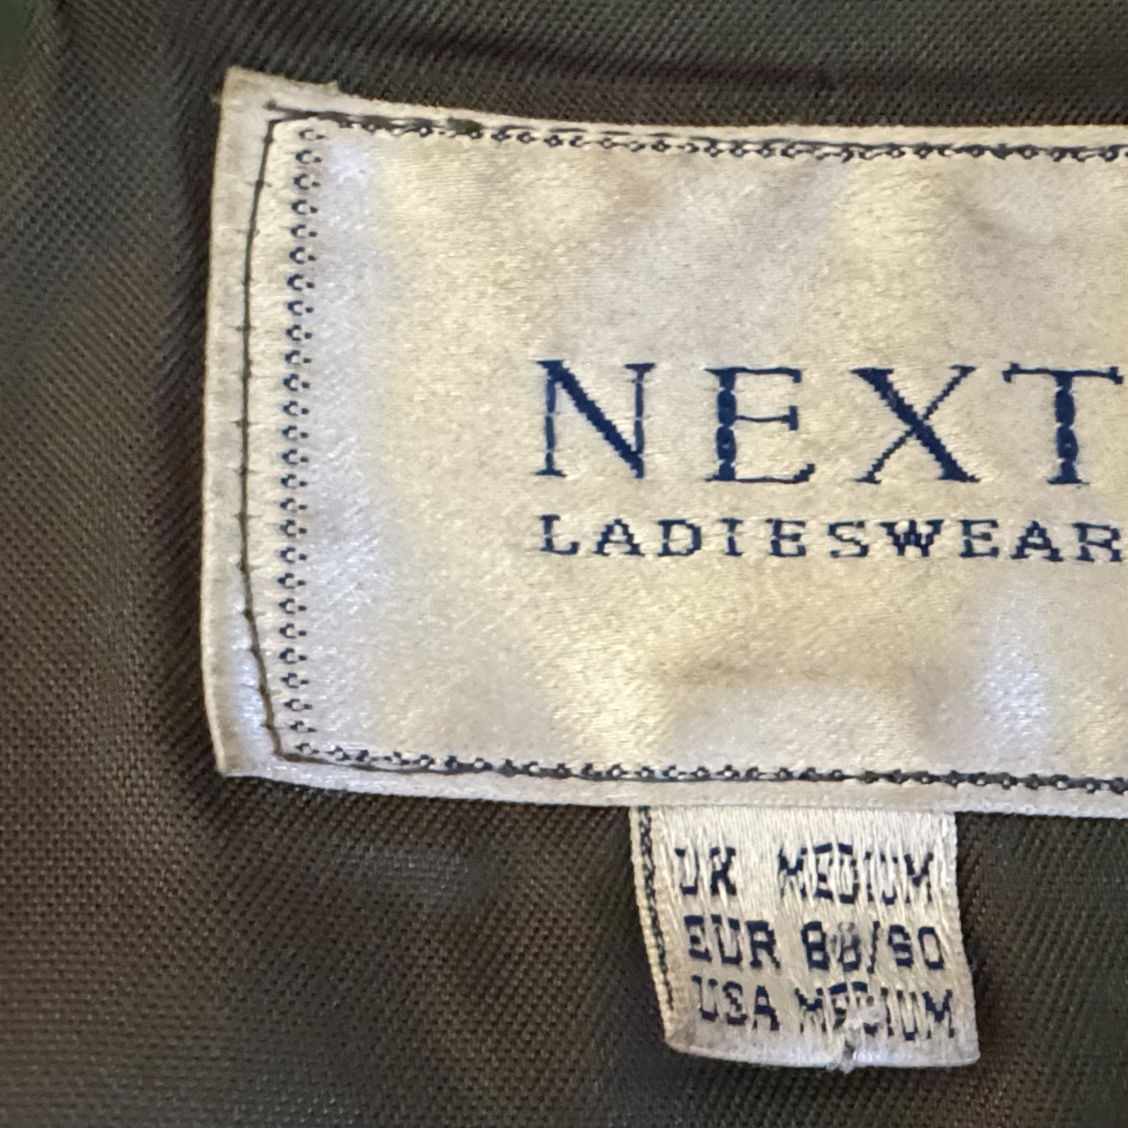 NEXT
LADIESWEAR
UK MEDIUM
EUR 88/90
USA MEDIUM